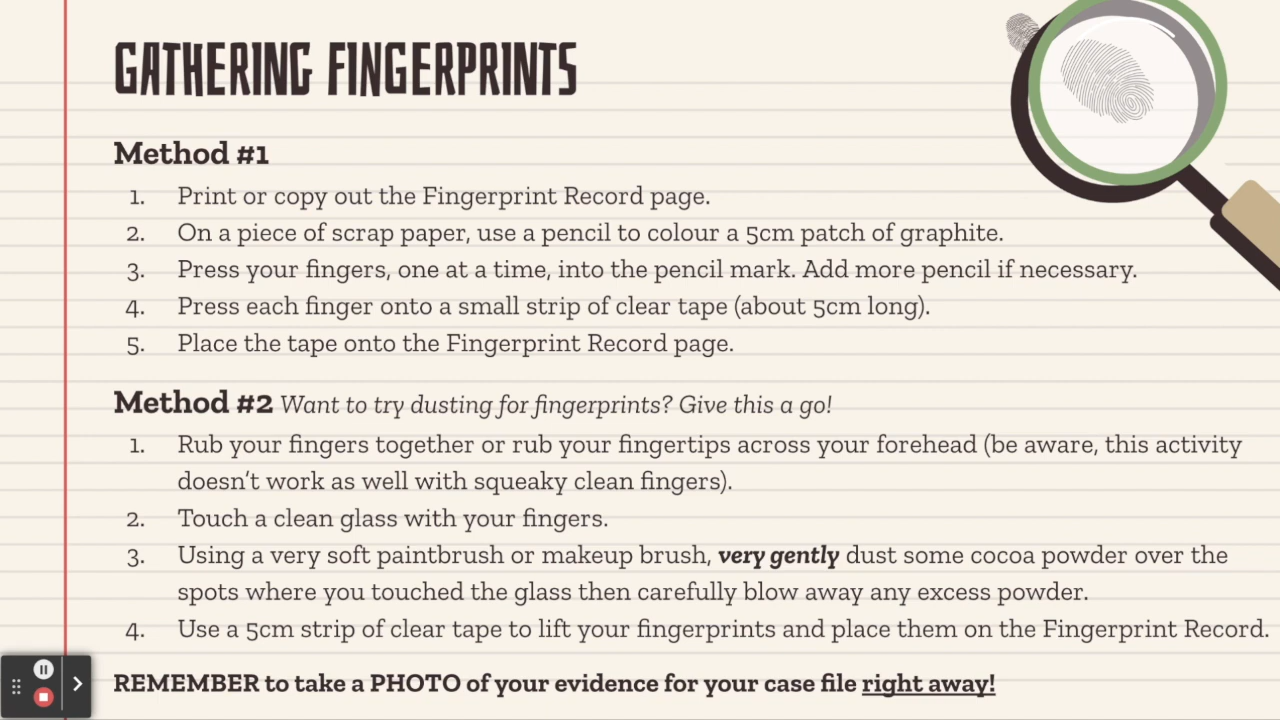 GATHERING FINGERPRINTS
Method #1
1. Print or copy out the Fingerprint Record page.
2. On a piece of scrap paper, use a pencil to colour a 5cm patch of graphite.
3. Press your fingers, one at a time, into the pencil mark. Add more pencil if necessary.
4. Press each finger onto a small strip of clear tape (about 5cm long).
5. Place the tape onto the Fingerprint Record page.
Method #2 Want to try dusting for fingerprints? Give this a go!
1. Rub your fingers together or rub your fingertips across your forehead (be aware, this activity
doesn't work as well with squeaky clean fingers).
2. Touch a clean glass with your fingers.
3. Using a very soft paintbrush or makeup brush, very gently dust some cocoa powder over the
spots where you touched the glass then carefully blow away any excess powder.
4. Use a 5cm strip of clear tape to lift your fingerprints and place them on the Fingerprint Record.
REMEMBER to take a PHOTO of your evidence for your case file right away!